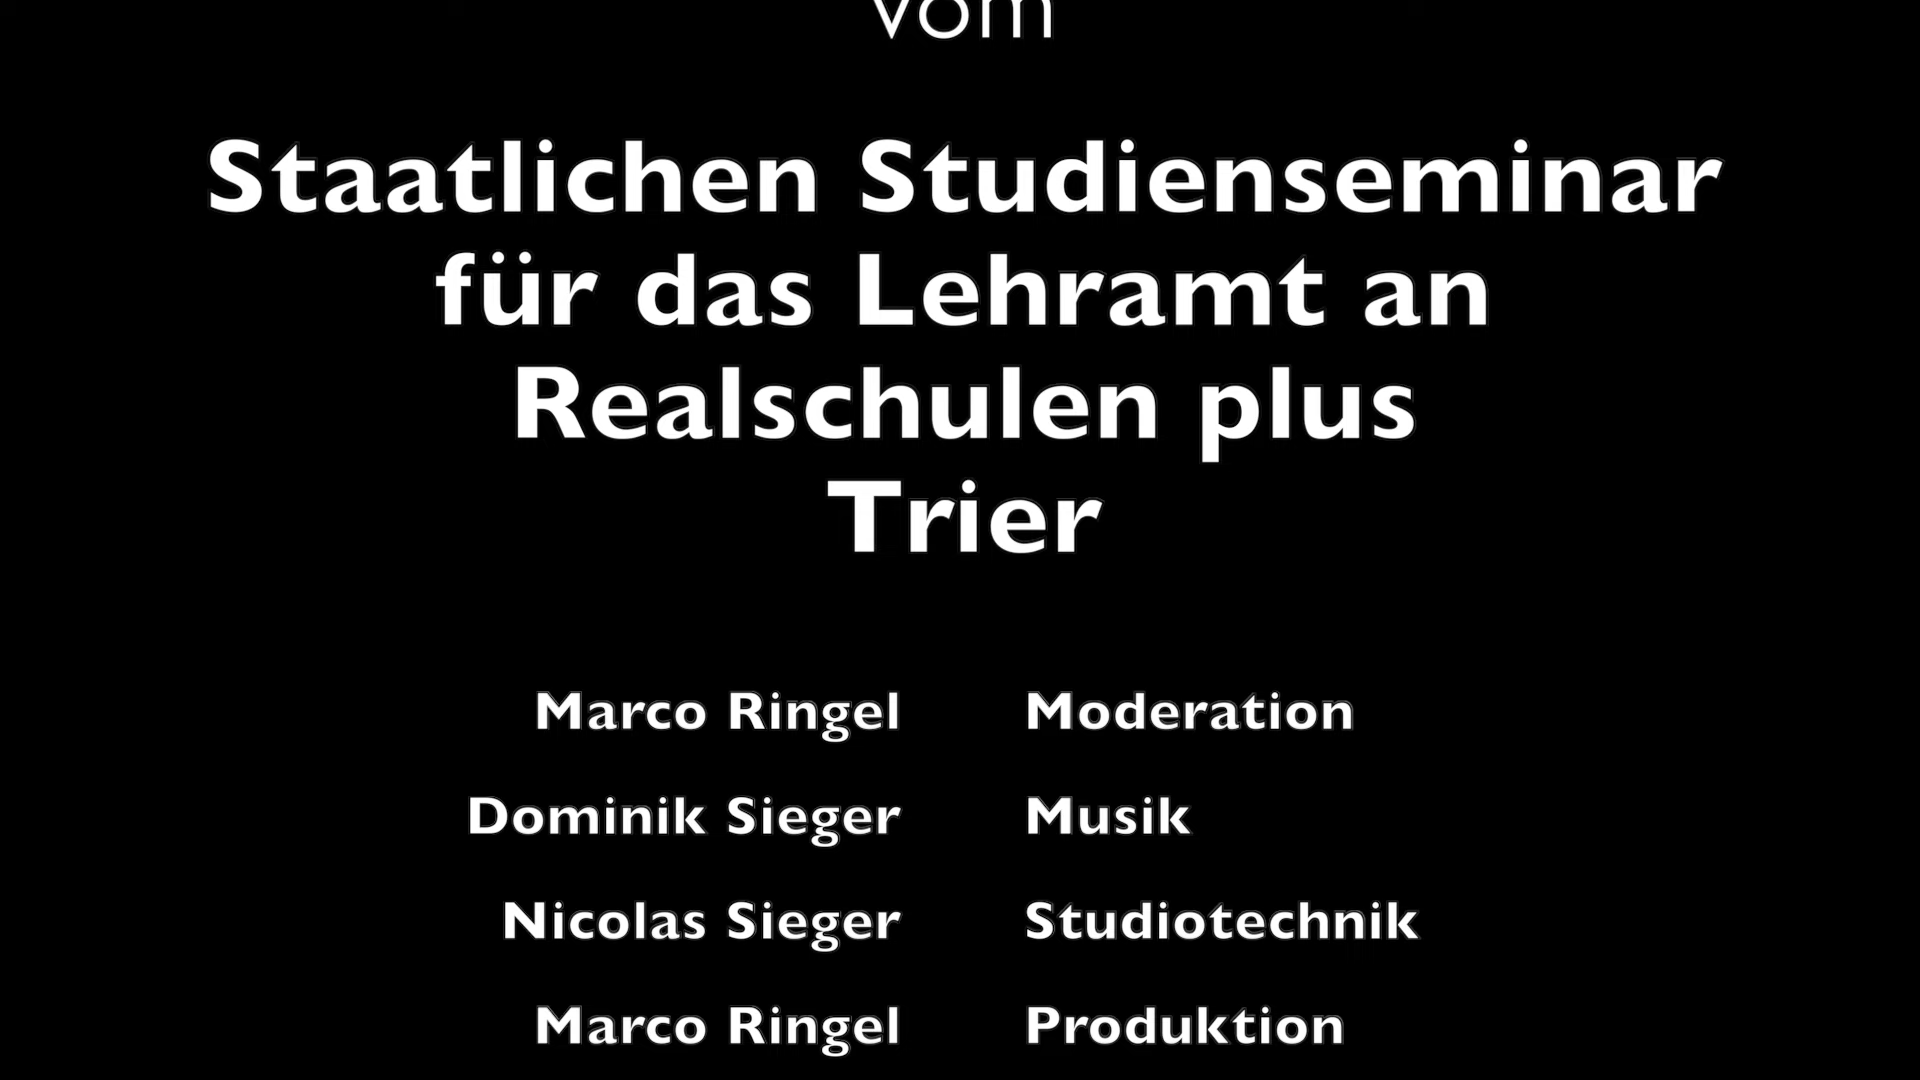 vom
Staatlichen Studienseminar
für das Lehramt an
Realschulen plus
Trier
Marco Ringel Moderation
Dominik Sieger Musik
Nicolas Sieger Studiotechnik
Marco Ringel Produktion